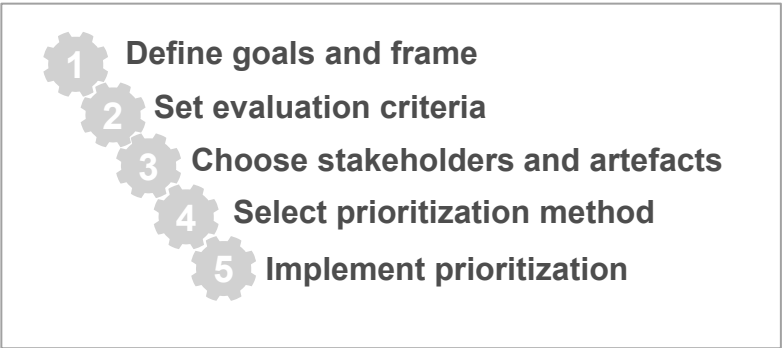 1 Define goals and frame
2 Set evaluation criteria
3 Choose stakeholders and artefacts
4 Select prioritization method
5 Implement prioritization